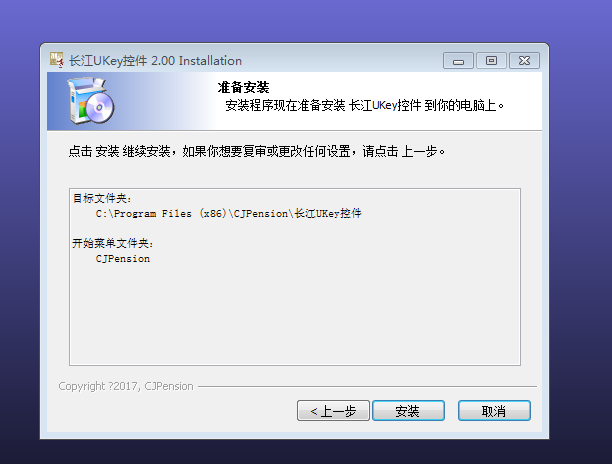 长江UKey控件 2.00 Installation
准备安装
安装程序现在准备安装 长江UKey控件 到你的电脑上。
点击 安装 继续安装，如果你想要复审或更改任何设置，请点击 上一步。
目标文件夹:
C:\Program Files (x86)\CJPension\长江UKey控件
开始菜单文件夹:
CJPension
Copyright ?2017, CJPension
< 上一步 安装 取消